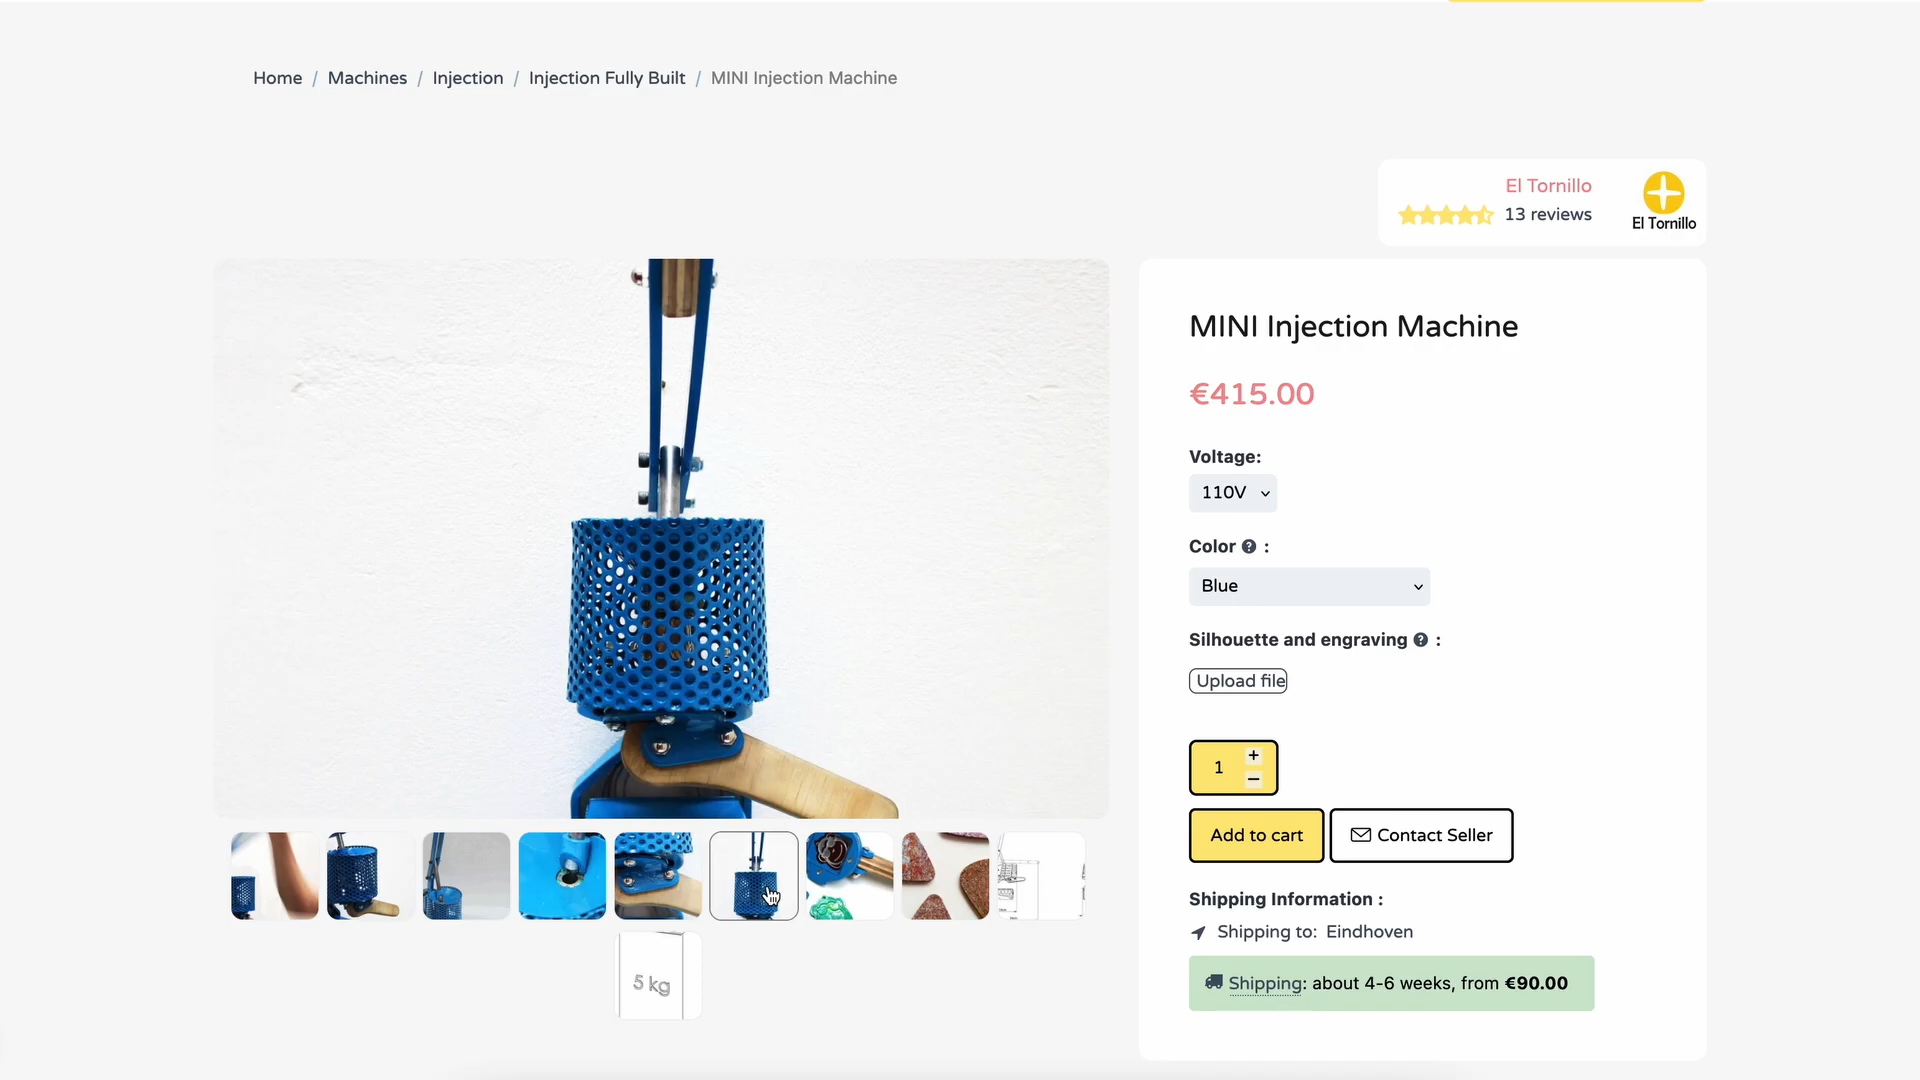 Home / Machines / Injection / Injection Fully Built / MINI Injection Machine
El Tornillo
13 reviews
El Tornillo
MINI Injection Machine
€415.00
Voltage:
110V
Color ? :
Blue
Silhouette and engraving ? :
Upload file
1
+
−
Add to cart
Contact Seller
Shipping Information :
Shipping to: Eindhoven
Shipping: about 4-6 weeks, from €90.00
5 kg